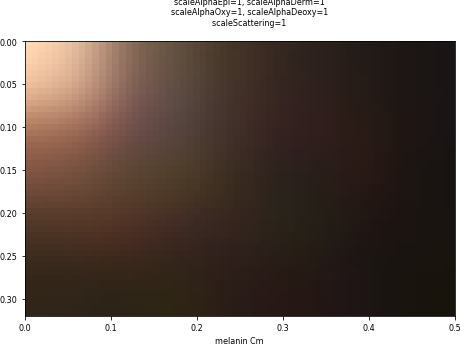 scaleAlphaEpi=1, scaleAlphaDerm=1
scaleAlphaOxy=1, scaleAlphaDeoxy=1
scaleScattering=1
0.00
0.05
0.10
0.15
0.20
0.25
0.30
0.0 0.1 0.2 0.3 0.4 0.5
melanin Cm